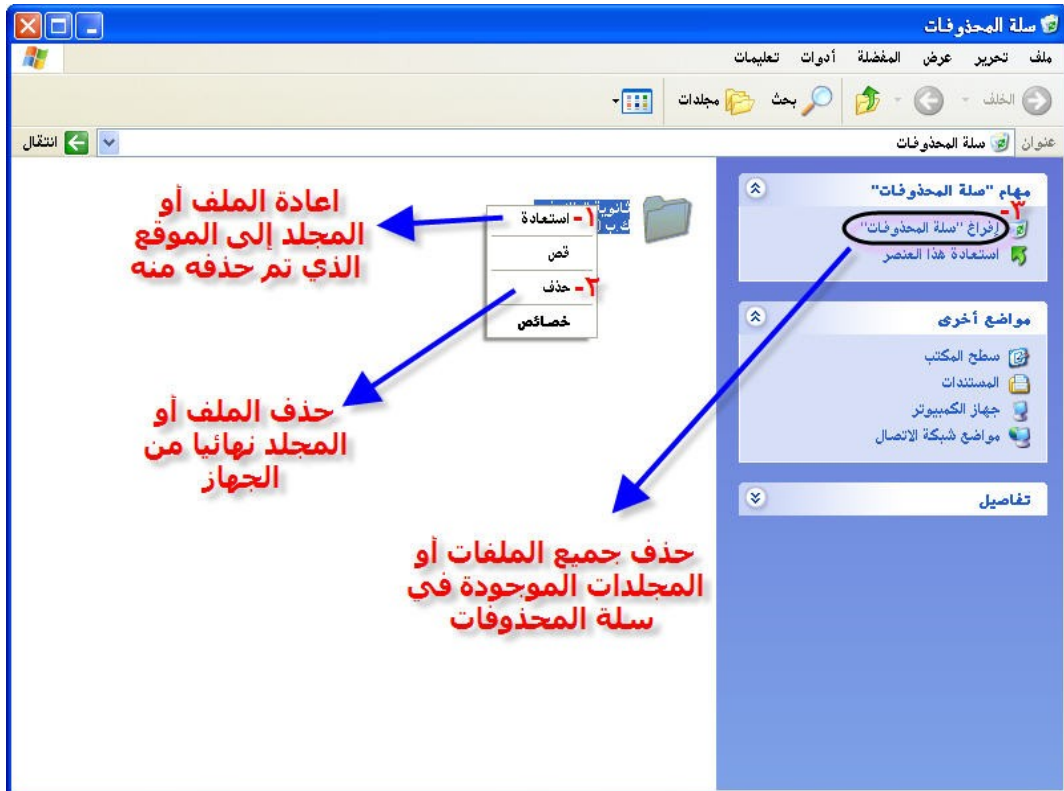 سلة المحذوفات
ملف تحرير عرض المفضلة أدوات تعليمات
الخلف بحث مجلدات
عنوان سلة المحذوفات انتقال
مهام "سلة المحذوفات"
٣-
إفراغ "سلة المحذوفات"
استعادة هذا العنصر
مواضع أخرى
سطح المكتب
المستندات
جهاز الكمبيوتر
مواضع شبكة الاتصال
تفاصيل
ثانوية
ك.ب
١- استعادة
قص
٢- حذف
خصائص
اعادة الملف أو
المجلد إلى الموقع
الذي تم حذفه منه
حذف الملف أو
المجلد نهائيا من
الجهاز
حذف جميع الملفات أو
المجلدات الموجودة في
سلة المحذوفات